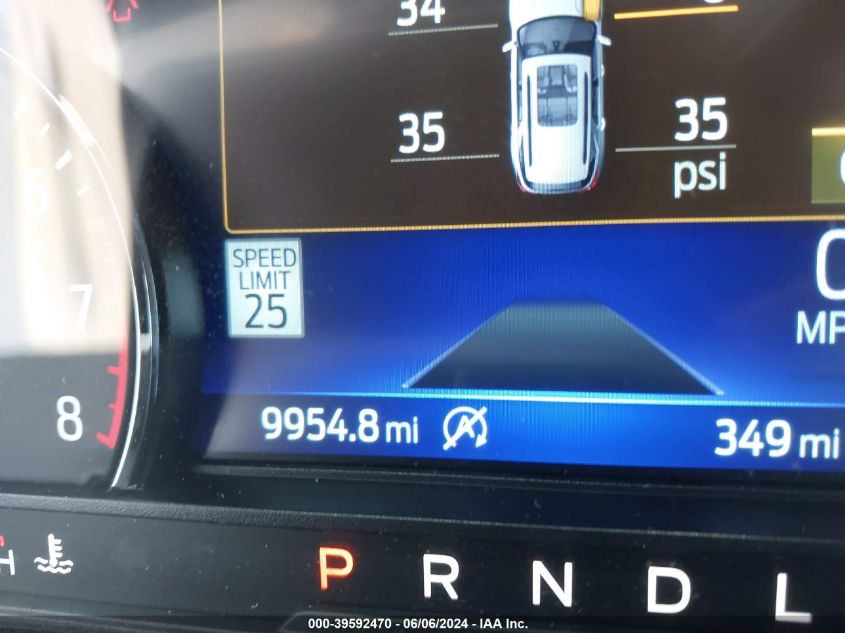 34
35
35
psi
6
SPEED
LIMIT
25
7
0
MP
8
9954.8 mi
A
349 mi
H
P R N D L
000-39592470 - 06/06/2024 - IAA Inc.